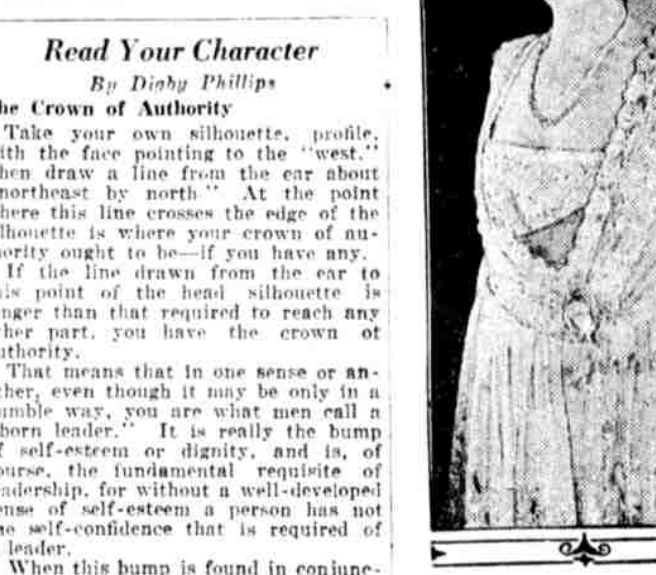 Read Your Character
By Digby Phillips
he Crown of Authority
Take your own silhouette, profile,
ith the face pointing to the "west."
hen draw a line from the ear about
northeast by north." At the point
here this line crosses the edge of the
lhouette is where your crown of au-
hority ought to be—if you have any.
If the line drawn from the ear to
is point of the head silhouette is
nger than that required to reach any
her part, you have the crown of
uthority.
That means that in one sense or an-
ther, even though it may be only in a
umble way, you are what men call a
born leader." It is really the bump
f self-esteem or dignity, and is, of
ourse, the fundamental requisite of
adership, for without a well-developed
ense of self-esteem a person has not
he self-confidence that is required of
leader.
When this bump is found in conjunc-